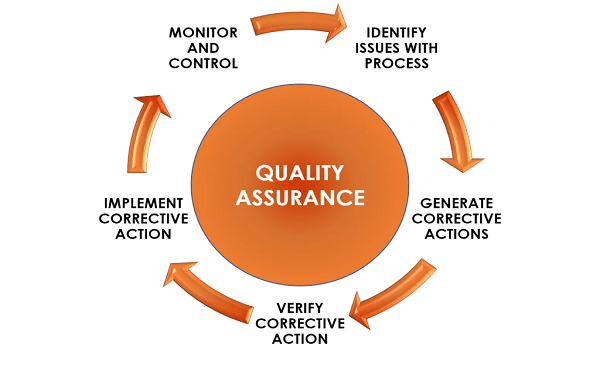 MONITOR
AND
CONTROL
IDENTIFY
ISSUES WITH
PROCESS
QUALITY
ASSURANCE
GENERATE
CORRECTIVE
ACTIONS
VERIFY
CORRECTIVE
ACTION
IMPLEMENT
CORRECTIVE
ACTION